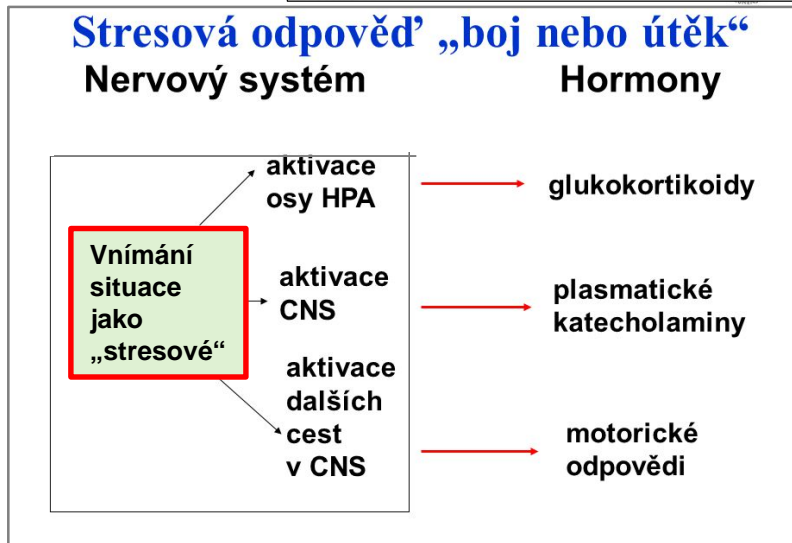 Stresová odpověď „boj nebo útěk“
Nervový systém
Hormony
Vnímání
situace
jako
„stresové“
aktivace
osy HPA
glukokortikoidy
aktivace
CNS
plasmatické
katecholaminy
aktivace
dalších
cest
v CNS
motorické
odpovědi